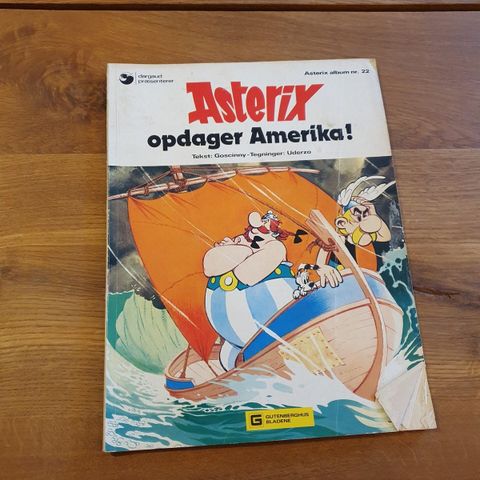 dargaud
præsenterer
Asterix album nr. 22
Asterix
opdager Amerika!
Tekst: Goscinny-Tegninger: Uderzo
G GUTENBERGHUS
BLADENE